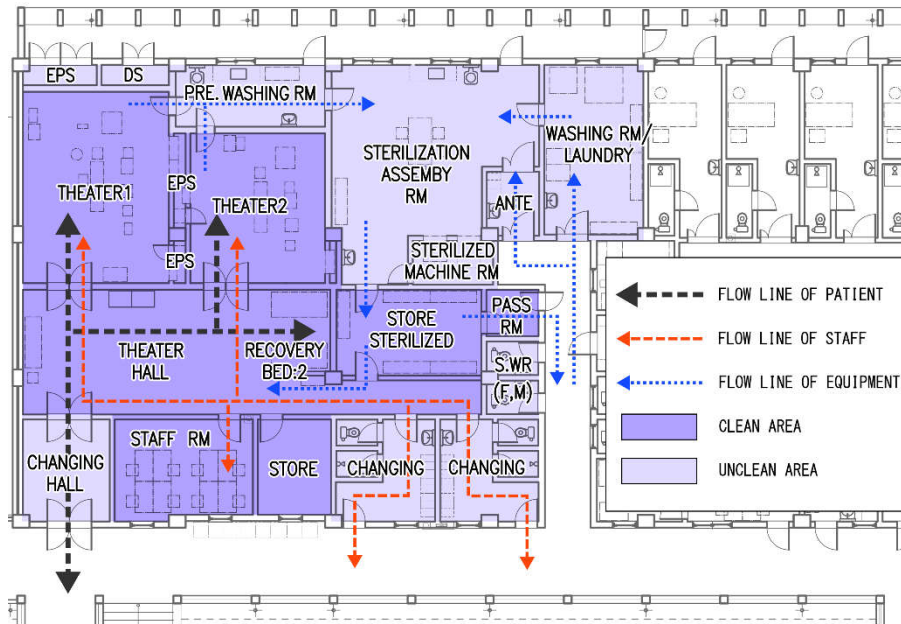 EPS
DS
PRE. WASHING RM
WASHING RM/
LAUNDRY
STERILIZATION
ASSEMBY
RM
THEATER1
EPS
THEATER2
ANTE
EPS
STERILIZED
MACHINE RM
FLOW LINE OF PATIENT
STORE
STERILIZED
PASS
RM
FLOW LINE OF STAFF
THEATER
HALL
RECOVERY
BED:2
S.WR
(F,M)
FLOW LINE OF EQUIPMENT
CLEAN AREA
STAFF RM
CHANGING
HALL
STORE
CHANGING
CHANGING
UNCLEAN AREA